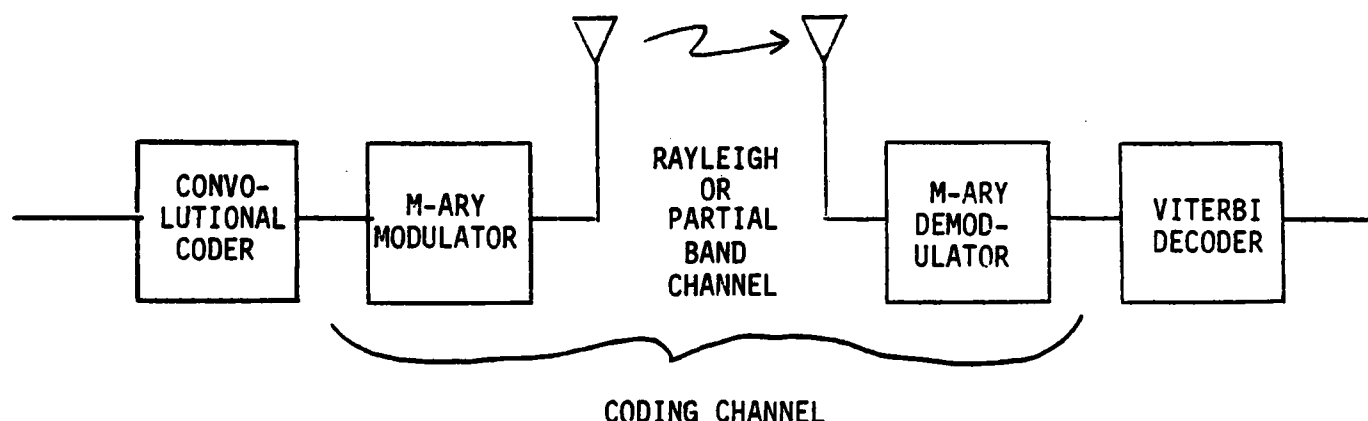 CONVO-
LUTIONAL
CODER
M-ARY
MODULATOR
RAYLEIGH
OR
PARTIAL
BAND
CHANNEL
M-ARY
DEMOD-
ULATOR
VITERBI
DECODER
CODING CHANNEL